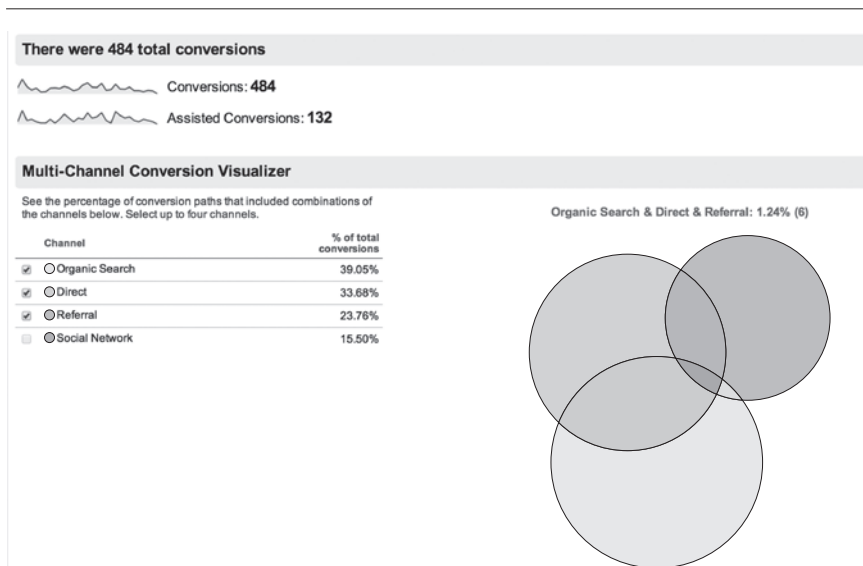 There were 484 total conversions
Conversions: 484
Assisted Conversions: 132
Multi-Channel Conversion Visualizer
See the percentage of conversion paths that included combinations of
the channels below. Select up to four channels.
Channel % of total
conversions
Organic Search 39.05%
Direct 33.68%
Referral 23.76%
Social Network 15.50%
Organic Search & Direct & Referral: 1.24% (6)